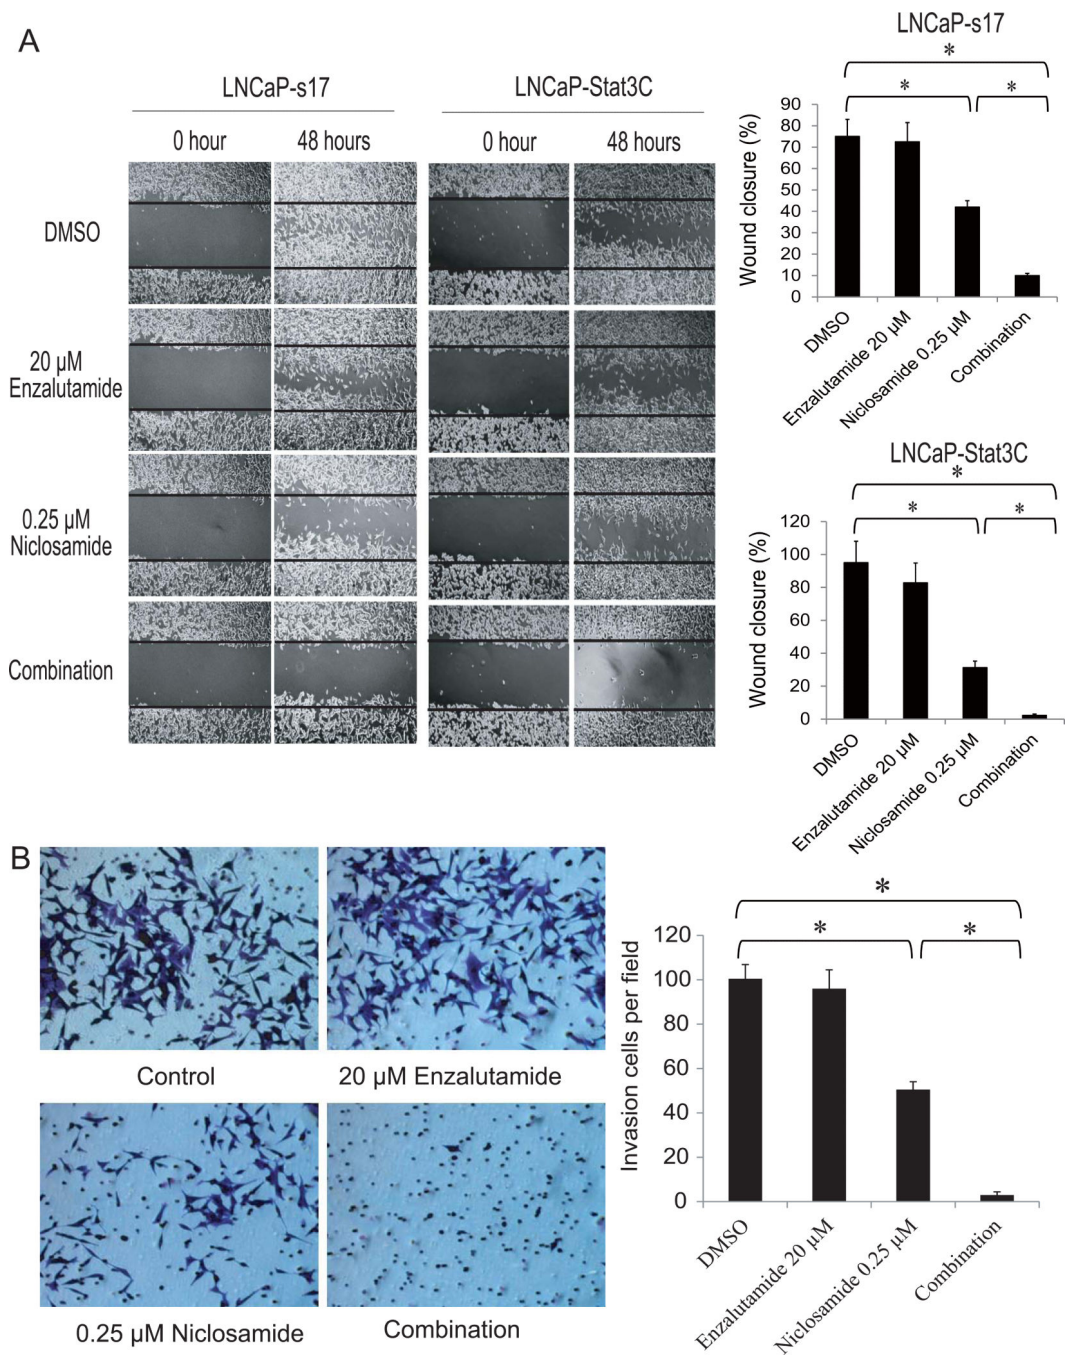 A
LNCaP-s17
LNCaP-Stat3C
0 hour
48 hours
0 hour
48 hours
DMSO
20 µM
Enzalutamide
0.25 µM
Niclosamide
Combination
LNCaP-s17
*
*
*
Wound closure (%)
90
80
70
60
50
40
30
20
10
0
DMSO
Enzalutamide 20 µM
Niclosamide 0.25 µM
Combination
LNCaP-Stat3C
*
*
*
Wound closure (%)
120
100
80
60
40
20
0
DMSO
Enzalutamide 20 µM
Niclosamide 0.25 µM
Combination
B
Control
20 µM Enzalutamide
0.25 µM Niclosamide
Combination
*
*
*
Invasion cells per field
120
100
80
60
40
20
0
DMSO
Enzalutamide 20 µM
Niclosamide 0.25 µM
Combination